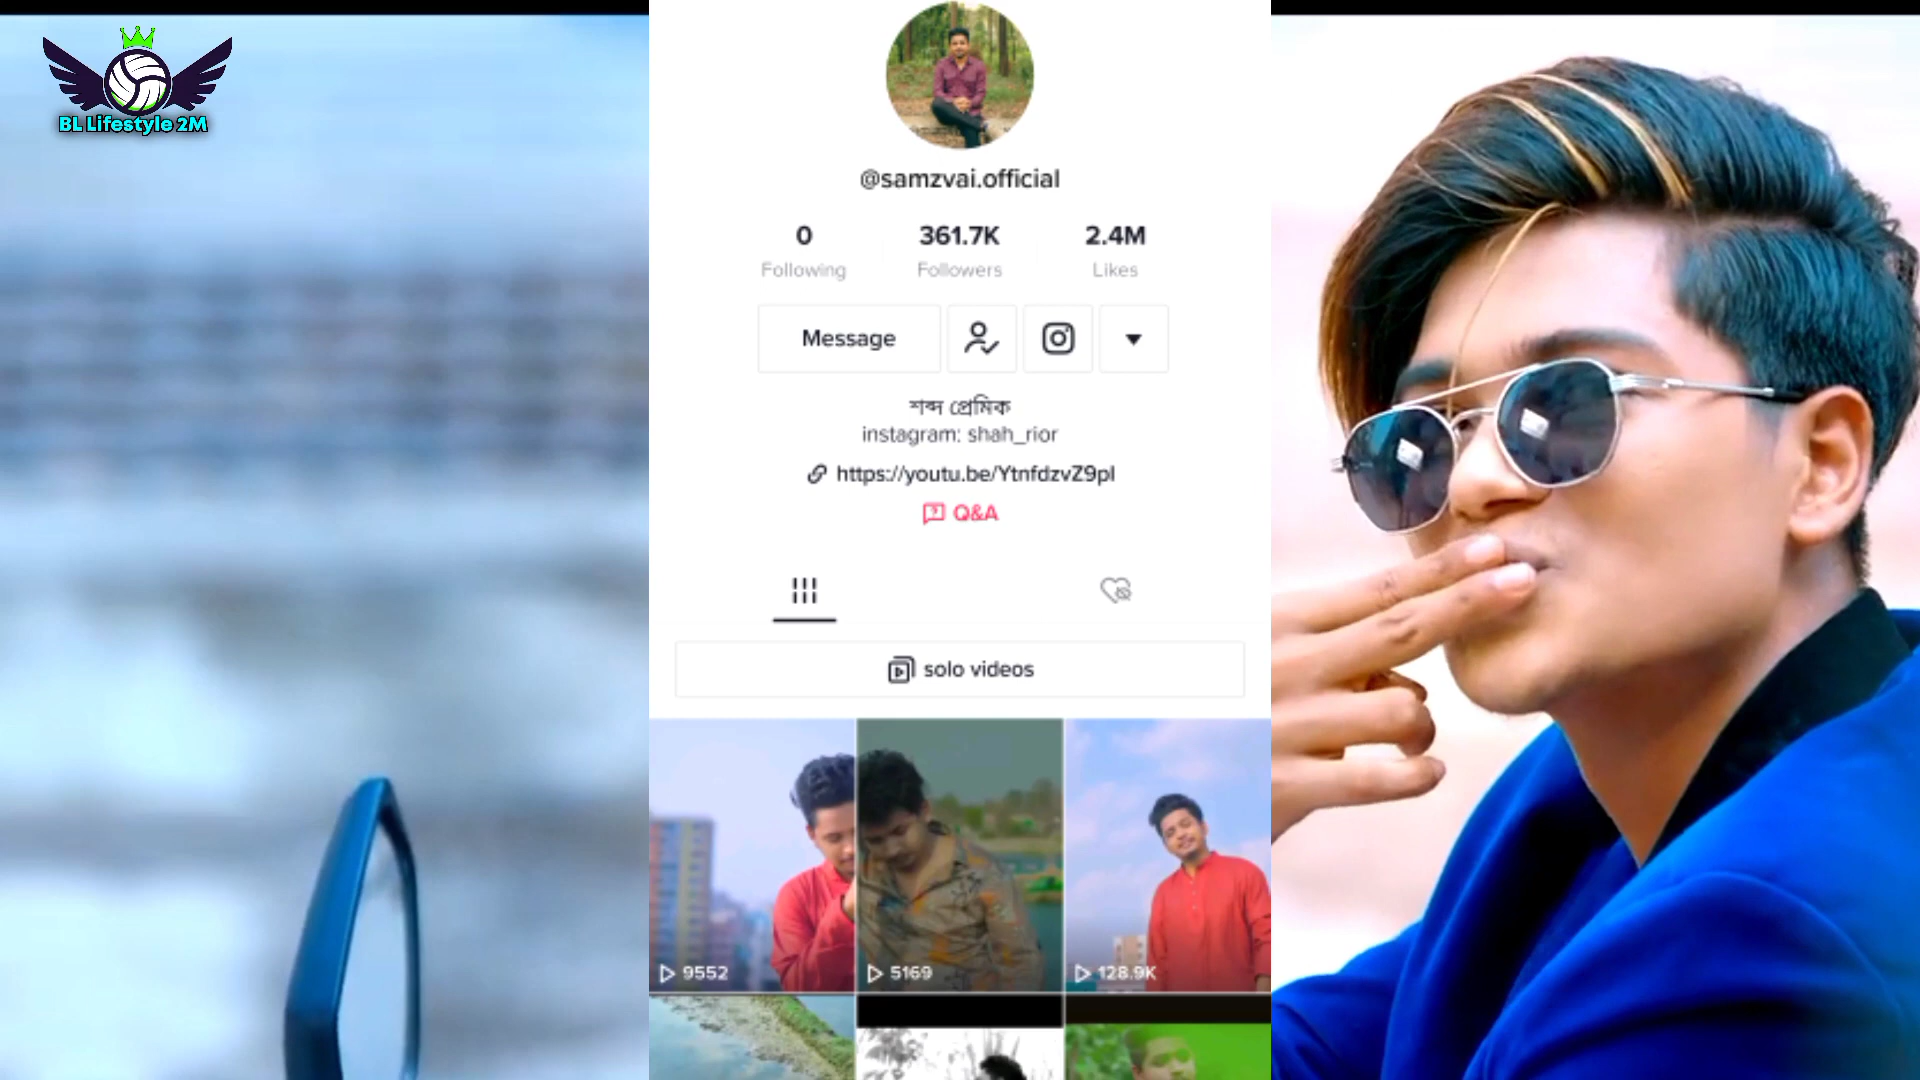 BL Lifestyle 2M
@samzvai.official
0 361.7K 2.4M
Following Followers Likes
Message
শব্দ প্রেমিক
instagram: shah_rior
https://youtu.be/YtnfdzvZ9pI
Q&A
solo videos
9552 5169 128.9K